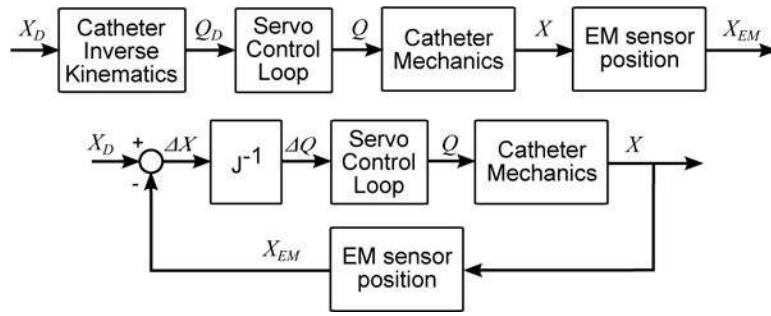 X_D
Catheter
Inverse
Kinematics
Q_D
Servo
Control
Loop
Q
Catheter
Mechanics
X
EM sensor
position
X_EM
X_D
+
-
ΔX
J⁻¹
ΔQ
Servo
Control
Loop
Q
Catheter
Mechanics
X
X_EM
EM sensor
position